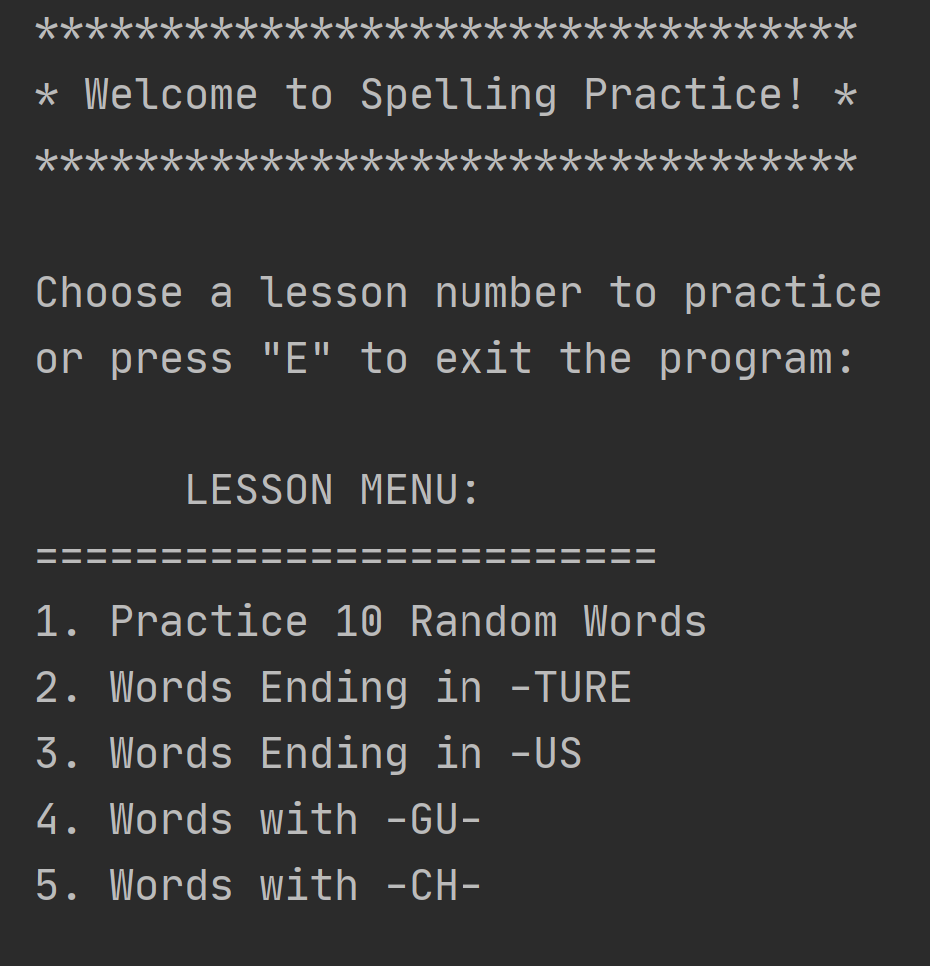 *********************************
* Welcome to Spelling Practice! *
*********************************
Choose a lesson number to practice
or press "E" to exit the program:
LESSON MENU:
=========================
1. Practice 10 Random Words
2. Words Ending in -TURE
3. Words Ending in -US
4. Words with -GU-
5. Words with -CH-